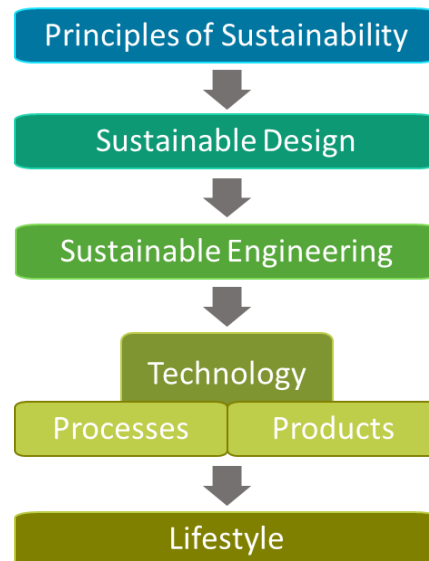 Principles of Sustainability
Sustainable Design
Sustainable Engineering
Technology
Processes
Products
Lifestyle